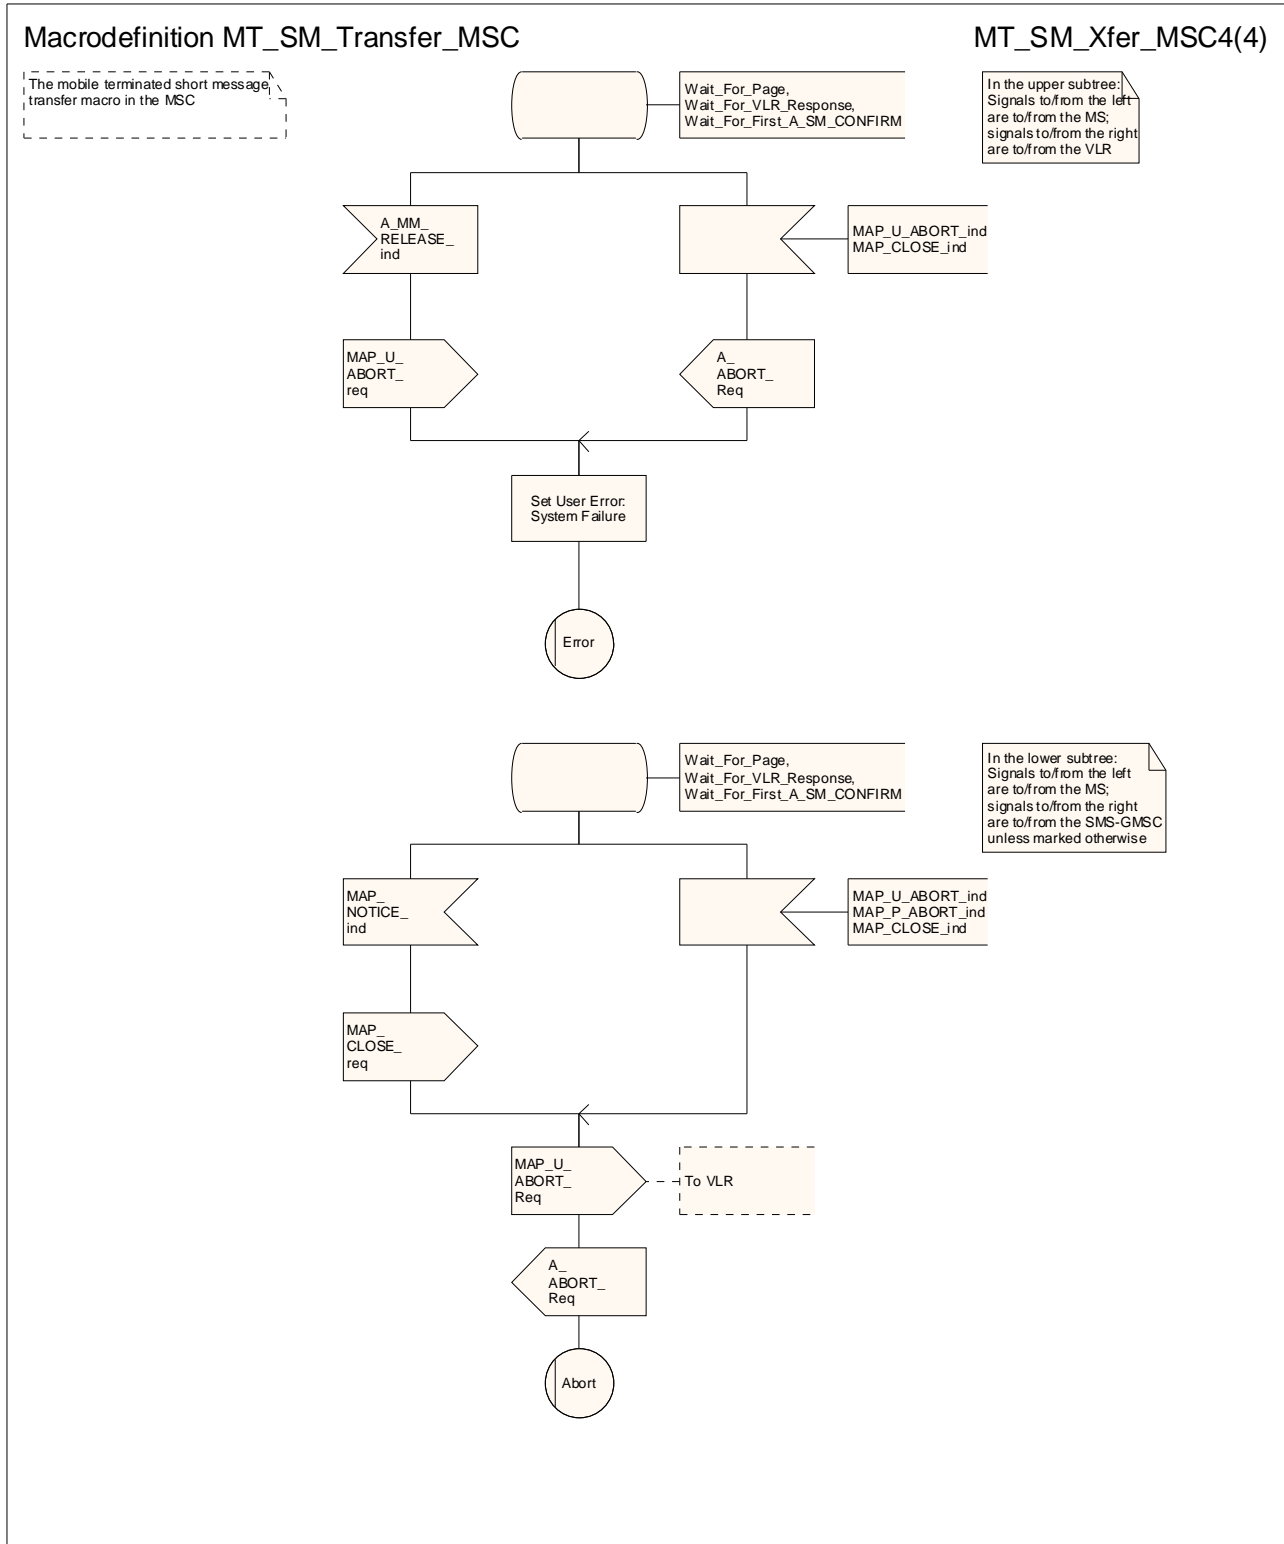 Macrodefinition MT_SM_Transfer_MSC
MT_SM_Xfer_MSC4(4)
The mobile terminated short message
transfer macro in the MSC
Wait_For_Page,
Wait_For_VLR_Response,
Wait_For_First_A_SM_CONFIRM
In the upper subtree:
Signals to/from the left
are to/from the MS;
signals to/from the right
are to/from the VLR
A_MM_
RELEASE_
ind
MAP_U_ABORT_ind
MAP_CLOSE_ind
MAP_U_
ABORT_
req
A_
ABORT_
Req
Set User Error:
System Failure
Error
Wait_For_Page,
Wait_For_VLR_Response,
Wait_For_First_A_SM_CONFIRM
In the lower subtree:
Signals to/from the left
are to/from the MS;
signals to/from the right
are to/from the SMS-GMSC
unless marked otherwise
MAP_
NOTICE_
ind
MAP_U_ABORT_ind
MAP_P_ABORT_ind
MAP_CLOSE_ind
MAP_
CLOSE_
req
MAP_U_
ABORT_
Req
To VLR
A_
ABORT_
Req
Abort